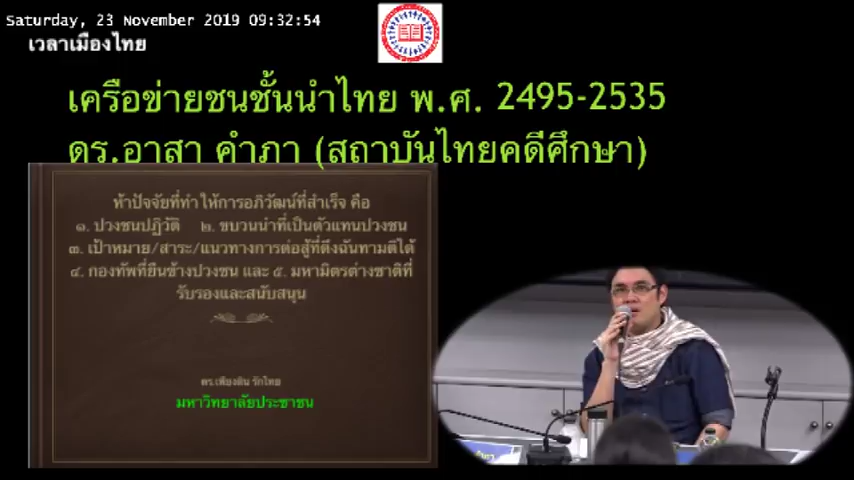 Saturday, 23 November 2019 09:32:54
เวลาเมืองไทย
เครือข่ายชนชั้นนำไทย พ.ศ. 2495-2535
ดร.อาสา คำภา (สถาบันไทยคดีศึกษา)
ห้าปัจจัยที่ทำให้การอภิวัฒน์ที่สำเร็จ คือ
๑. ปวงชนปฏิวัติ ๒. ขบวนนำที่เป็นตัวแทนปวงชน
๓. เป้าหมาย/สาระ/แนวทางการต่อสู้ที่ดึงฉันทามติได้
๔. กองทัพที่ยืนข้างปวงชน และ ๕. มหามิตรต่างชาติที่
รับรองและสนับสนุน
ดร.เพียงดิน รักไทย
มหาวิทยาลัยประชาชน